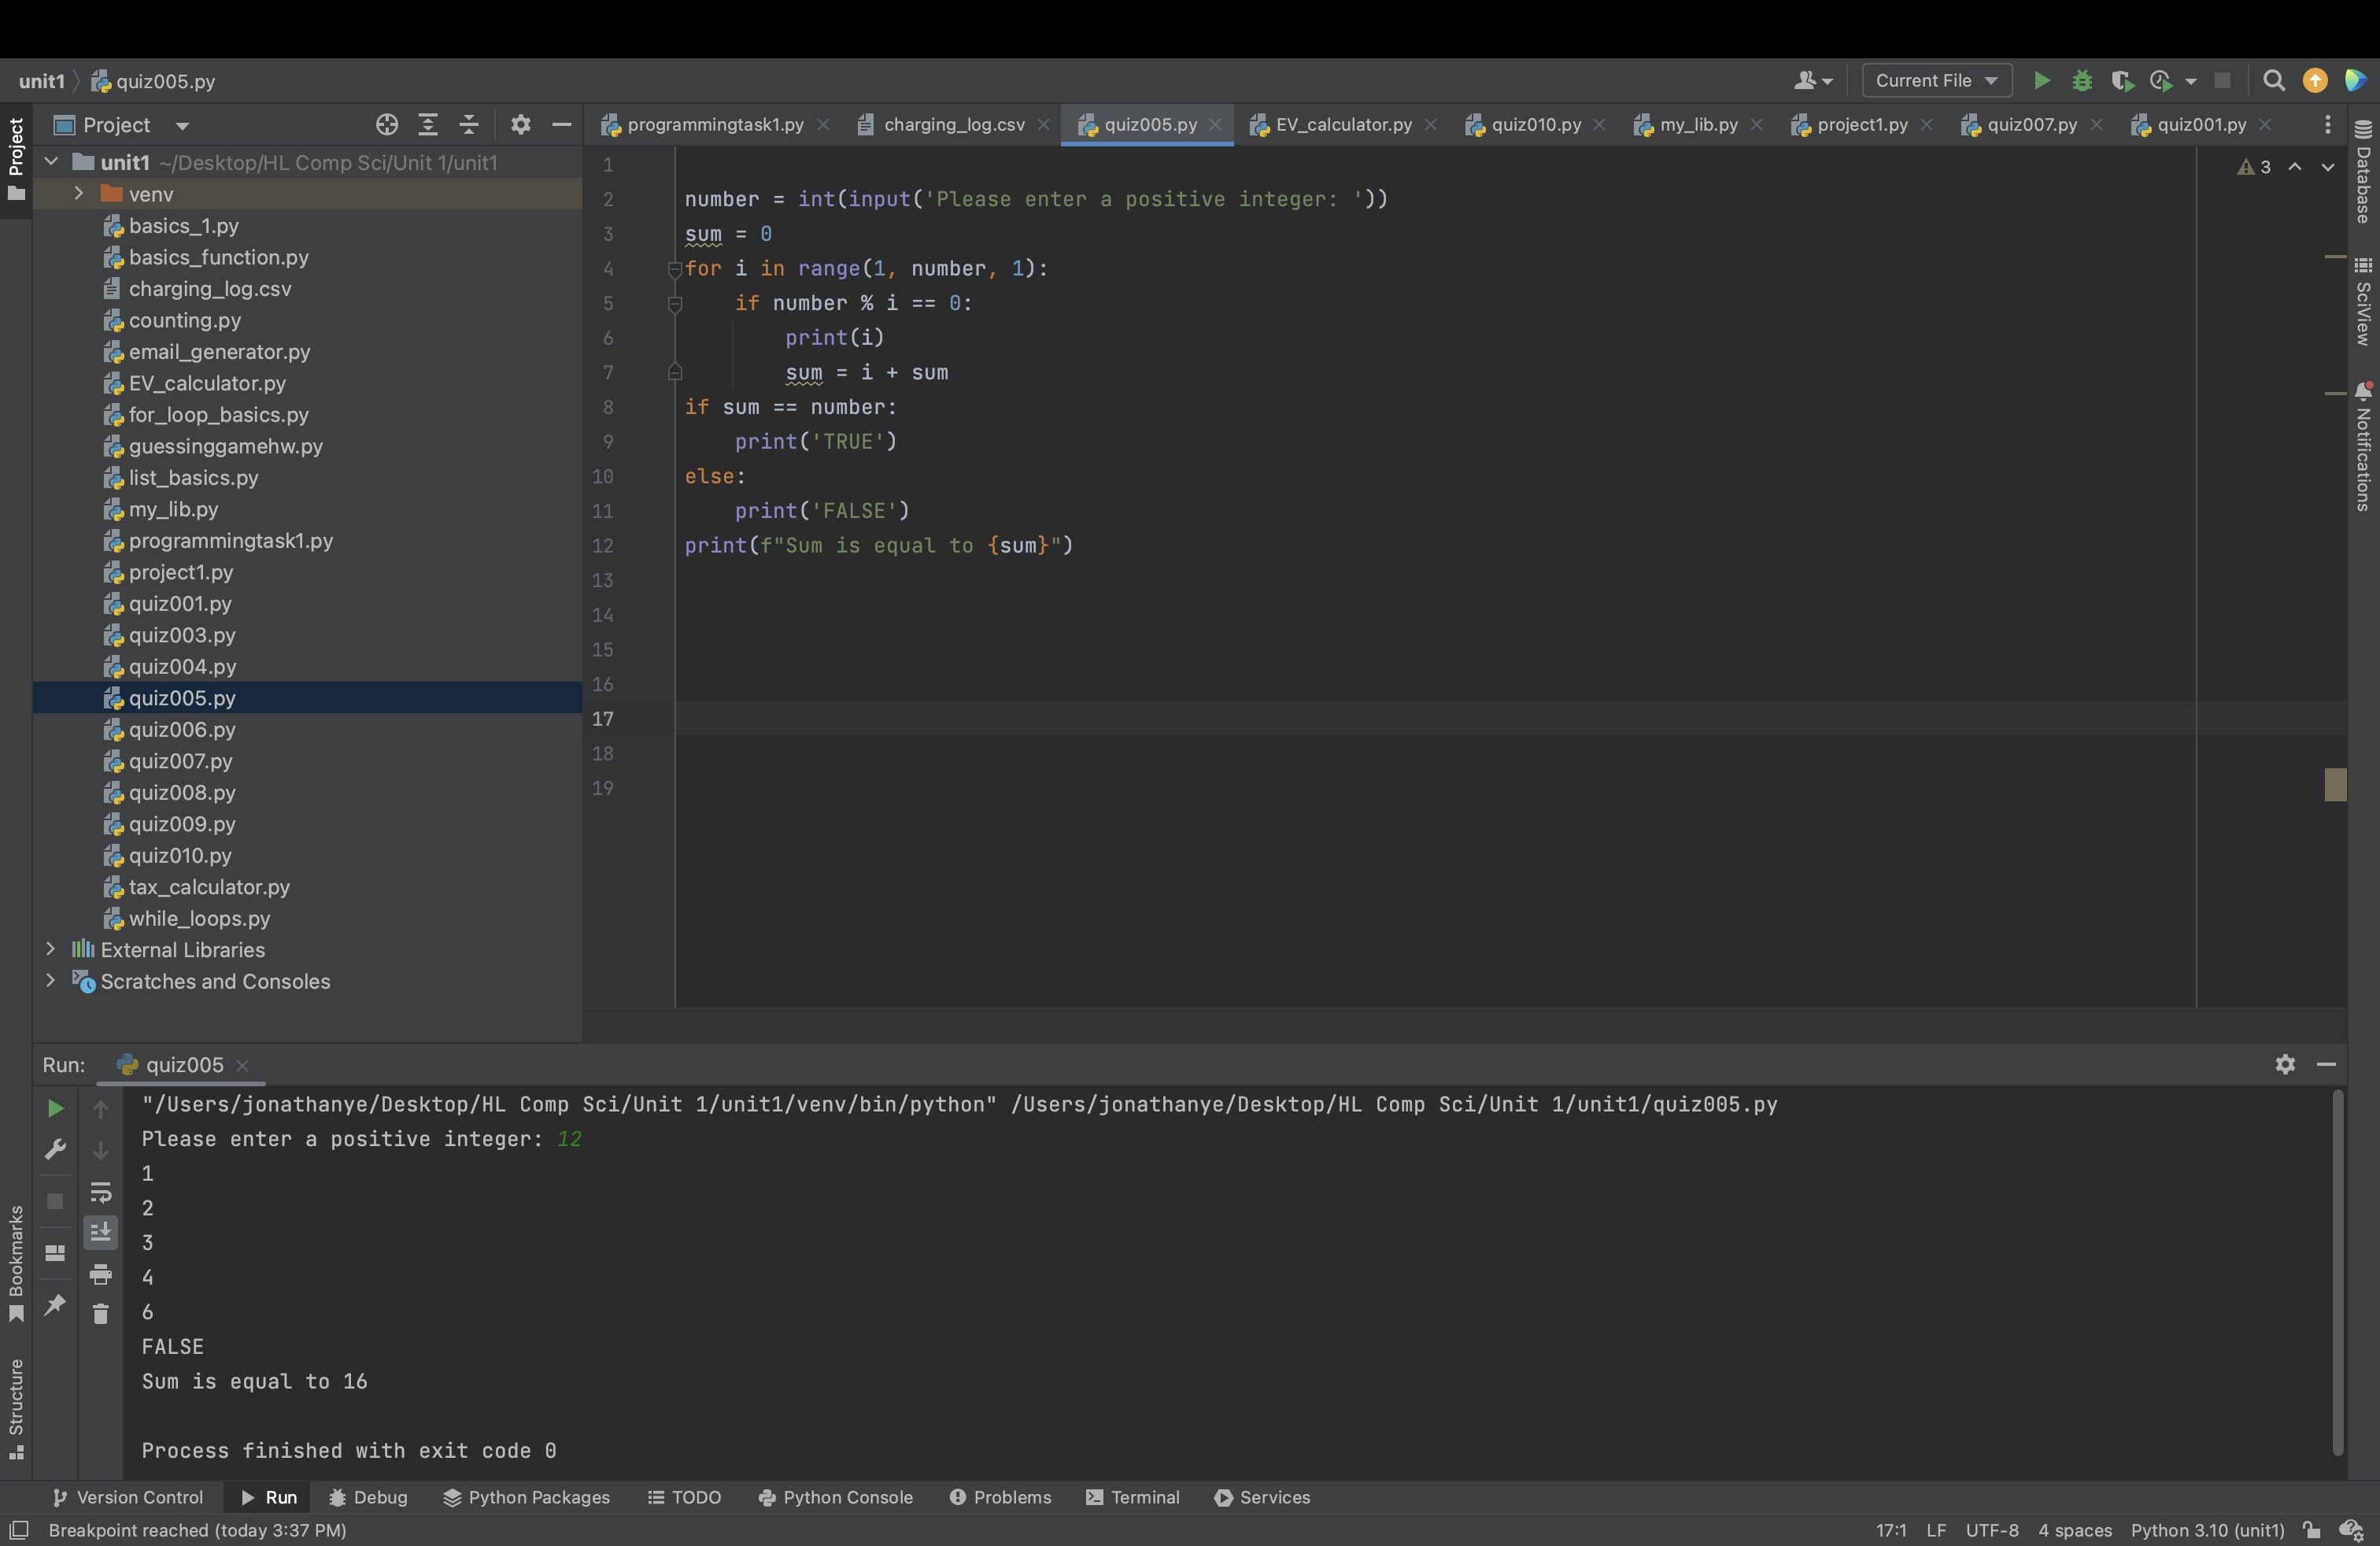 unit1 quiz005.py
Current File
Project
programmingtask1.py charging_log.csv quiz005.py EV_calculator.py quiz010.py my_lib.py project1.py quiz007.py quiz001.py
Project
unit1 ~/Desktop/HL Comp Sci/Unit 1/unit1
venv
basics_1.py
basics_function.py
charging_log.csv
counting.py
email_generator.py
EV_calculator.py
for_loop_basics.py
guessinggamehw.py
list_basics.py
my_lib.py
programmingtask1.py
project1.py
quiz001.py
quiz003.py
quiz004.py
quiz005.py
quiz006.py
quiz007.py
quiz008.py
quiz009.py
quiz010.py
tax_calculator.py
while_loops.py
External Libraries
Scratches and Consoles
1
2 number = int(input('Please enter a positive integer: '))
3 sum = 0
4 for i in range(1, number, 1):
5 if number % i == 0:
6 print(i)
7 sum = i + sum
8 if sum == number:
9 print('TRUE')
10 else:
11 print('FALSE')
12 print(f"Sum is equal to {sum}")
13
14
15
16
17
18
19
3
Database
SciView
Notifications
Run: quiz005
"/Users/jonathanye/Desktop/HL Comp Sci/Unit 1/unit1/venv/bin/python" /Users/jonathanye/Desktop/HL Comp Sci/Unit 1/unit1/quiz005.py
Please enter a positive integer: 12
1
2
3
4
6
FALSE
Sum is equal to 16
Process finished with exit code 0
Bookmarks
Structure
Version Control Run Debug Python Packages TODO Python Console Problems Terminal Services
Breakpoint reached (today 3:37 PM)
17:1 LF UTF-8 4 spaces Python 3.10 (unit1)